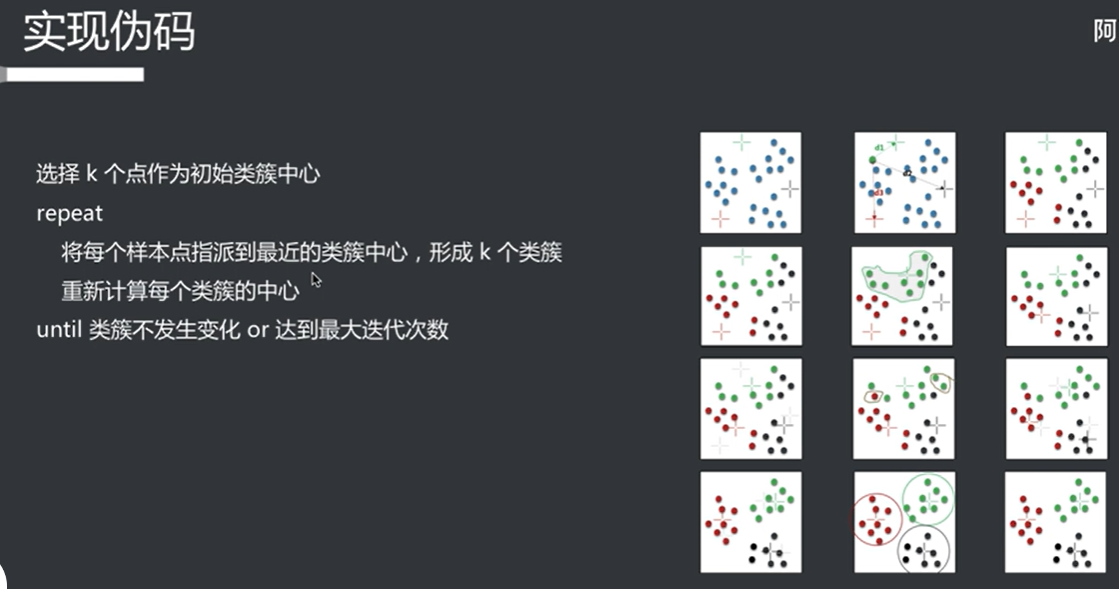 实现伪码
阿
选择 k 个点作为初始类簇中心
repeat
将每个样本点指派到最近的类簇中心，形成 k 个类簇
重新计算每个类簇的中心
until 类簇不发生变化 or 达到最大迭代次数
d1
d2
d3